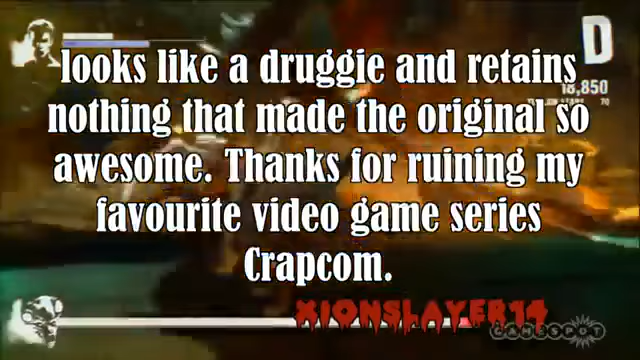 D
18,850
looks like a druggie and retains
nothing that made the original so
awesome. Thanks for ruining my
favourite video game series
Crapcom.
XIONSLAYER14
GAMESPOT